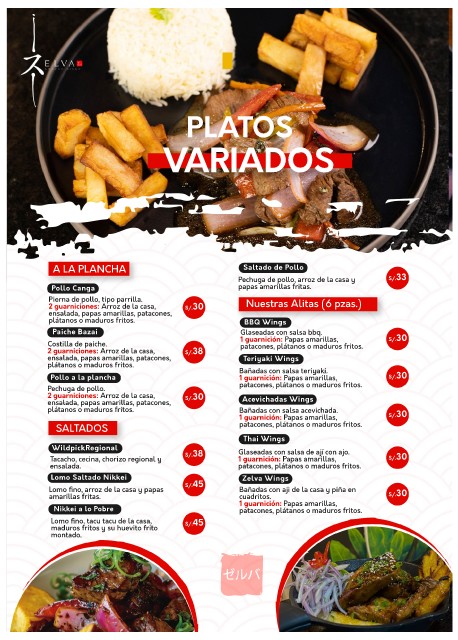 ELVA
PLATOS
VARIADOS
A LA PLANCHA
Pollo Canga
Pierna de pollo, tipo parrilla.
2 guarniciones: Arroz de la casa,
ensalada, papas amarillas, patacones,
plátanos o maduros fritos.
S/.30
Paiche Bazai
Costilla de paiche.
2 guarniciones: Arroz de la casa,
ensalada, papas amarillas, patacones,
plátanos o maduros fritos.
S/.38
Pollo a la plancha
Pechuga de pollo.
2 guarniciones: Arroz de la casa,
ensalada, papas amarillas, patacones,
plátanos o maduros fritos.
S/.30
SALTADOS
WildpickRegional
Tacacho, cecina, chorizo regional y
ensalada.
S/.38
Lomo Saltado Nikkei
Lomo fino, arroz de la casa y papas
amarillas fritas.
S/.45
Nikkei a lo Pobre
Lomo fino, tacu tacu de la casa,
maduros fritos y su huevito frito
montado.
S/.45
Saltado de Pollo
Pechuga de pollo, arroz de la casa y
papas amarillas fritas.
S/.33
Nuestras Alitas (6 pzas.)
BBQ Wings
Glaseadas con salsa bbq.
1 guarnición: Papas amarillas,
patacones, plátanos o maduros fritos.
S/.30
Teriyaki Wings
Bañadas con salsa teriyaki.
1 guarnición: Papas amarillas,
patacones, plátanos o maduros fritos.
S/.30
Acevichadas Wings
Bañadas con salsa acevichada.
1 guarnición: Papas amarillas,
patacones, plátanos o maduros fritos.
S/.30
Thai Wings
Glaseadas con salsa de ají con ajo.
1 guarnición: Papas amarillas,
patacones, plátanos o maduros fritos.
S/.30
Zelva Wings
Bañadas con aji de la casa y piña en
cuadritos.
1 guarnición: Papas amarillas,
patacones, plátanos o maduros fritos.
S/.30
ゼルバ